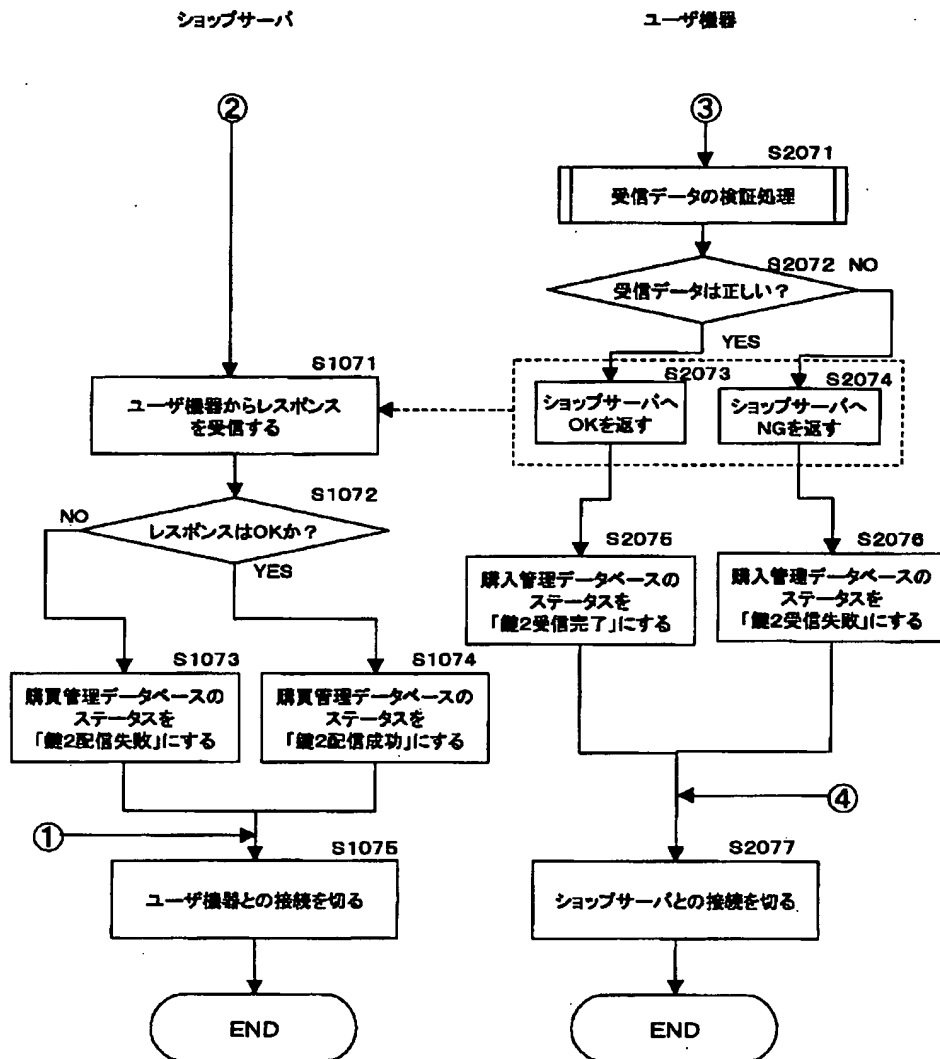 ショップサーバ
ユーザ機器
②
③
S2071
受信データの検証処理
S2072 NO
受信データは正しい？
YES
S1071
ユーザ機器からレスポンス
を受信する
S2073
ショップサーバへ
OKを返す
S2074
ショップサーバへ
NGを返す
S1072
NO
レスポンスはOKか？
YES
S2075
購入管理データベースの
ステータスを
「鍵2受信完了」にする
S2076
購入管理データベースの
ステータスを
「鍵2受信失敗」にする
S1073
購買管理データベースの
ステータスを
「鍵2配信失敗」にする
S1074
購買管理データベースの
ステータスを
「鍵2配信成功」にする
①
④
S1075
ユーザ機器との接続を切る
S2077
ショップサーバとの接続を切る
END
END